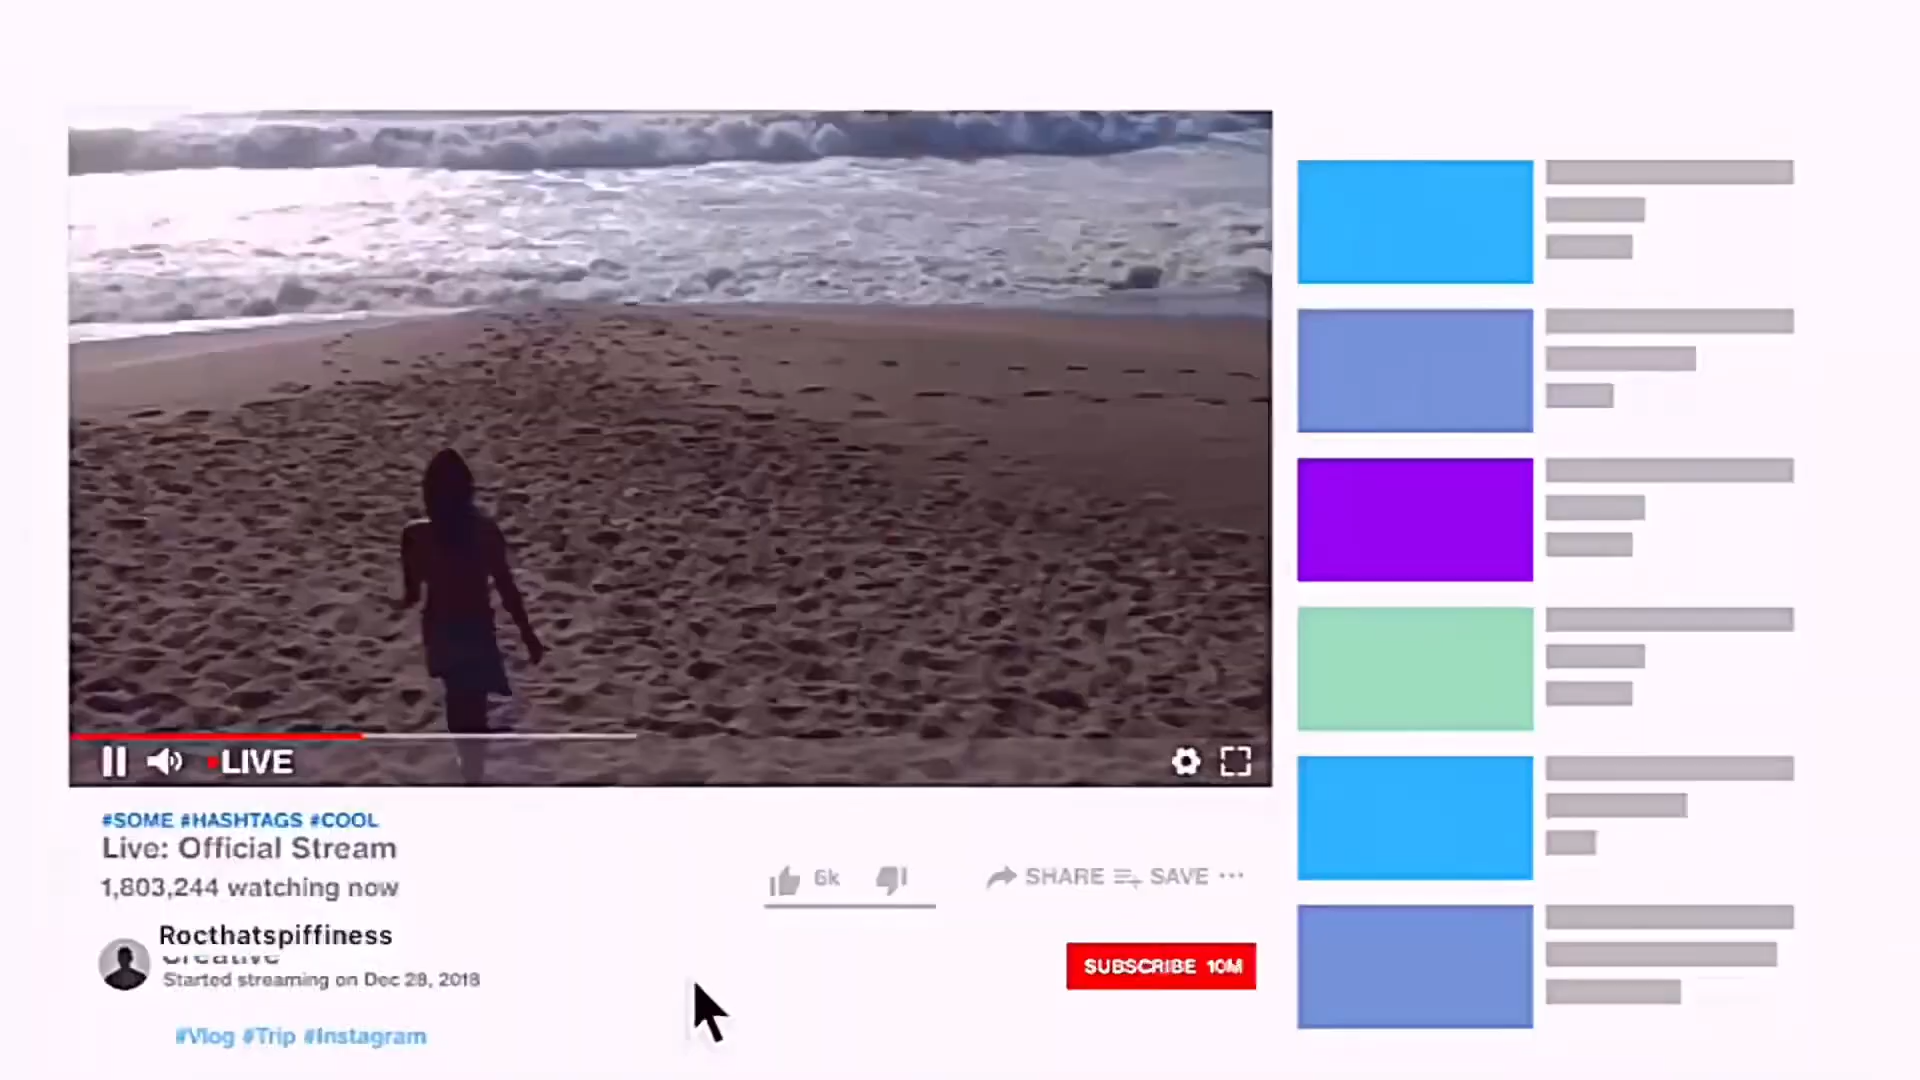 LIVE
#SOME #HASHTAGS #COOL
Live: Official Stream
1,803,244 watching now
6k
SHARE SAVE
Rocthatspiffiness
Creative
Started streaming on Dec 28, 2018
SUBSCRIBE 10M
#Vlog #Trip #Instagram